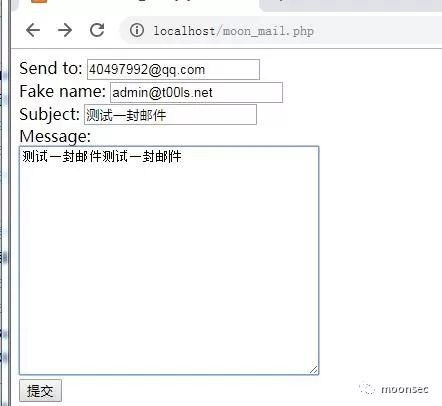 localhost/moon_mail.php
Send to: 40497992@qq.com
Fake name: admin@t00ls.net
Subject: 测试一封邮件
Message:
测试一封邮件测试一封邮件
提交
moonsec